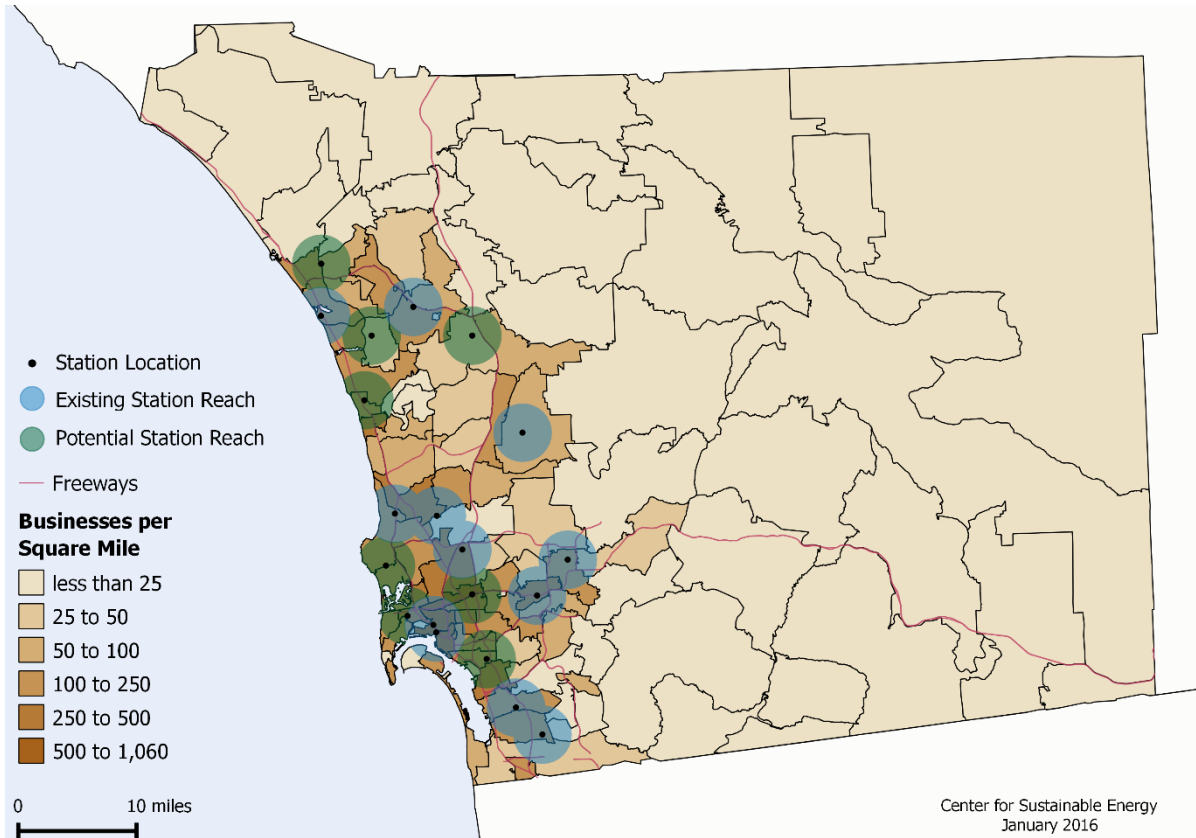 Station Location
Existing Station Reach
Potential Station Reach
Freeways
Businesses per
Square Mile
less than 25
25 to 50
50 to 100
100 to 250
250 to 500
500 to 1,060
0 10 miles
Center for Sustainable Energy
January 2016